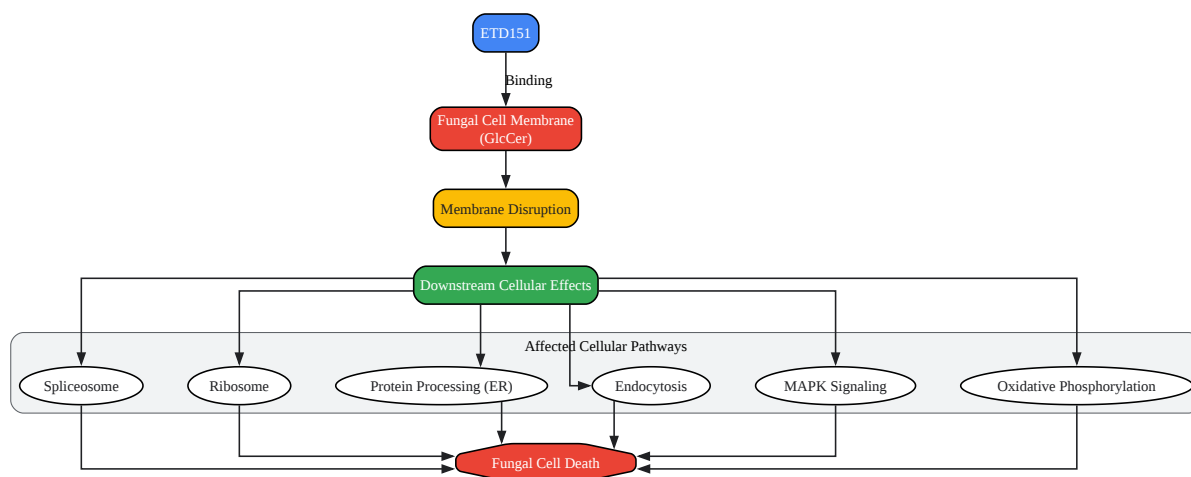 ETD151
Binding
Fungal Cell Membrane
(GlcCer)
Membrane Disruption
Downstream Cellular Effects
Affected Cellular Pathways
Spliceosome
Ribosome
Protein Processing (ER)
Endocytosis
MAPK Signaling
Oxidative Phosphorylation
Fungal Cell Death